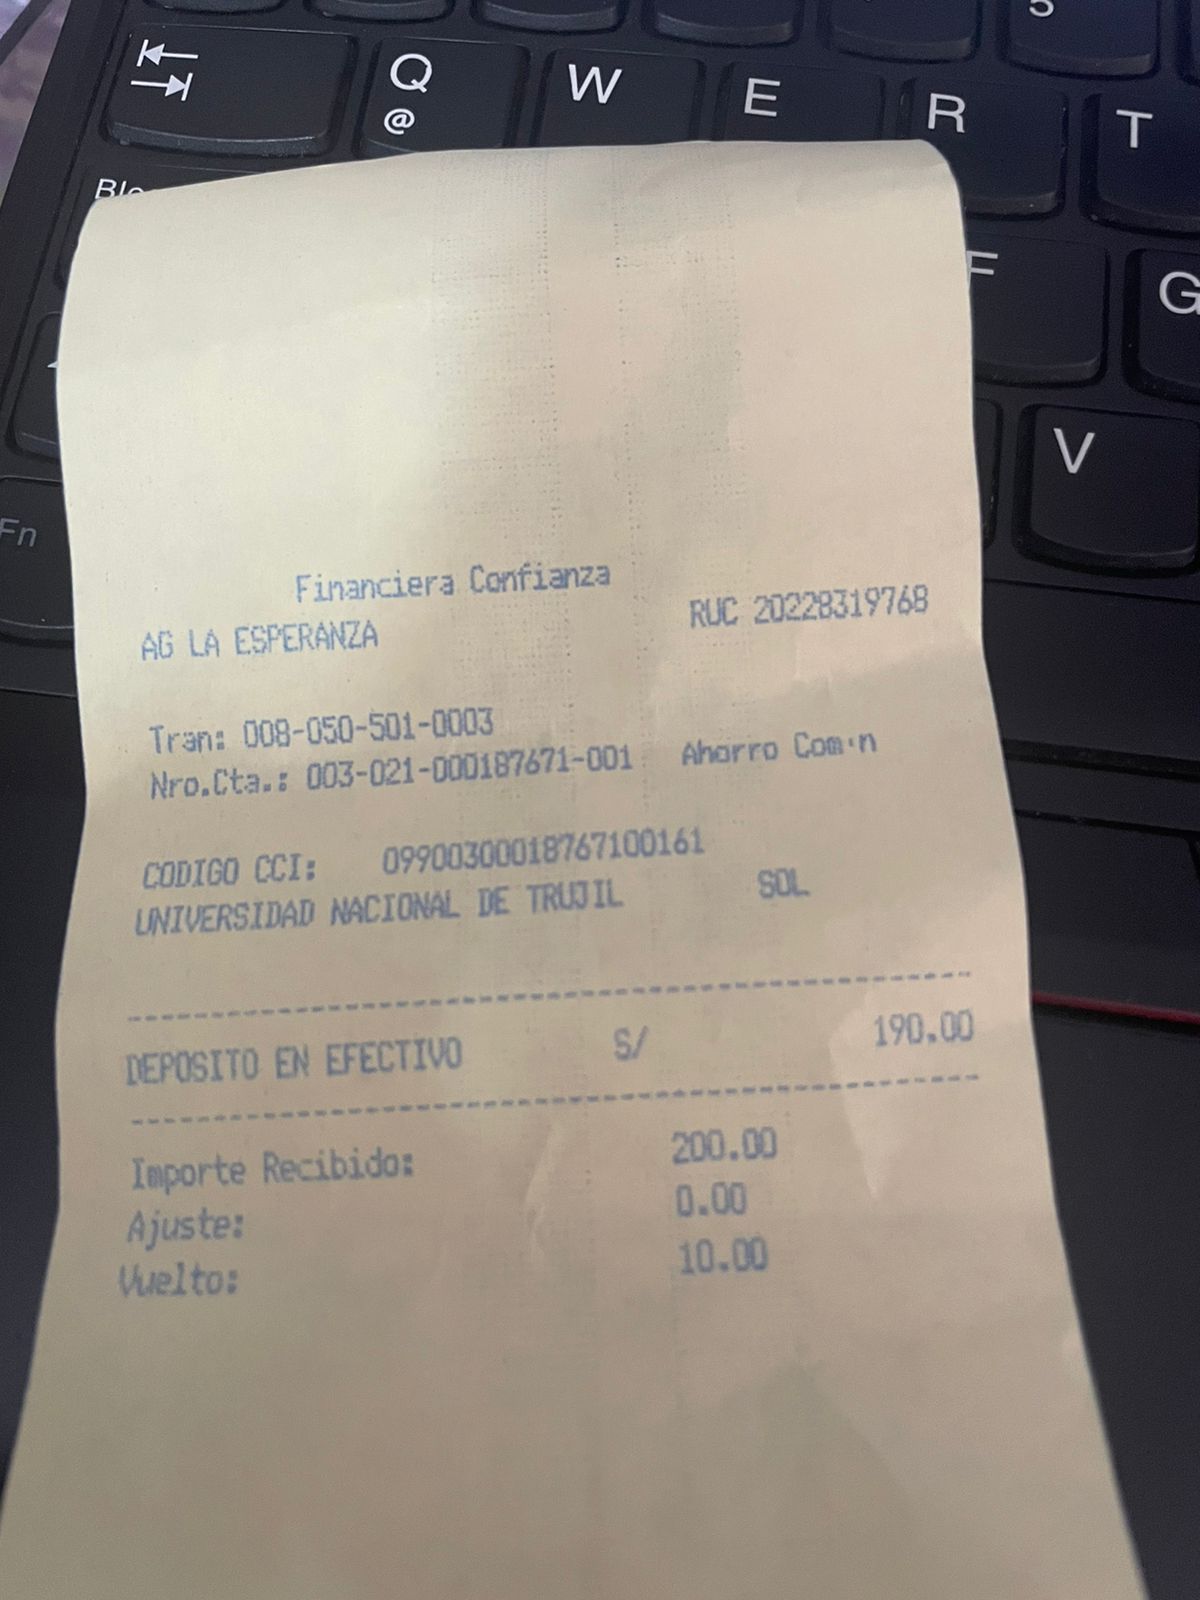 5
Q
@
W
E
R
T
F
G
V
Fn
Financiera Confianza
AG LA ESPERANZA RUC 20228319768
Tran: 008-050-501-0003
Nro.Cta.: 003-021-000187671-001 Ahorro Com·n
CODIGO CCI: 09900300018767100161
UNIVERSIDAD NACIONAL DE TRUJIL SOL
DEPOSITO EN EFECTIVO S/ 190.00
Importe Recibido: 200.00
Ajuste: 0.00
Vuelto: 10.00